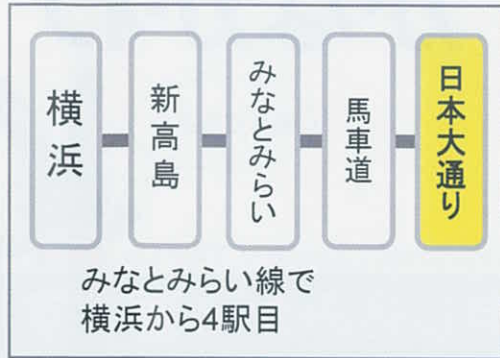 横浜
新高島
みなとみらい
馬車道
日本大通り
みなとみらい線で
横浜から4駅目